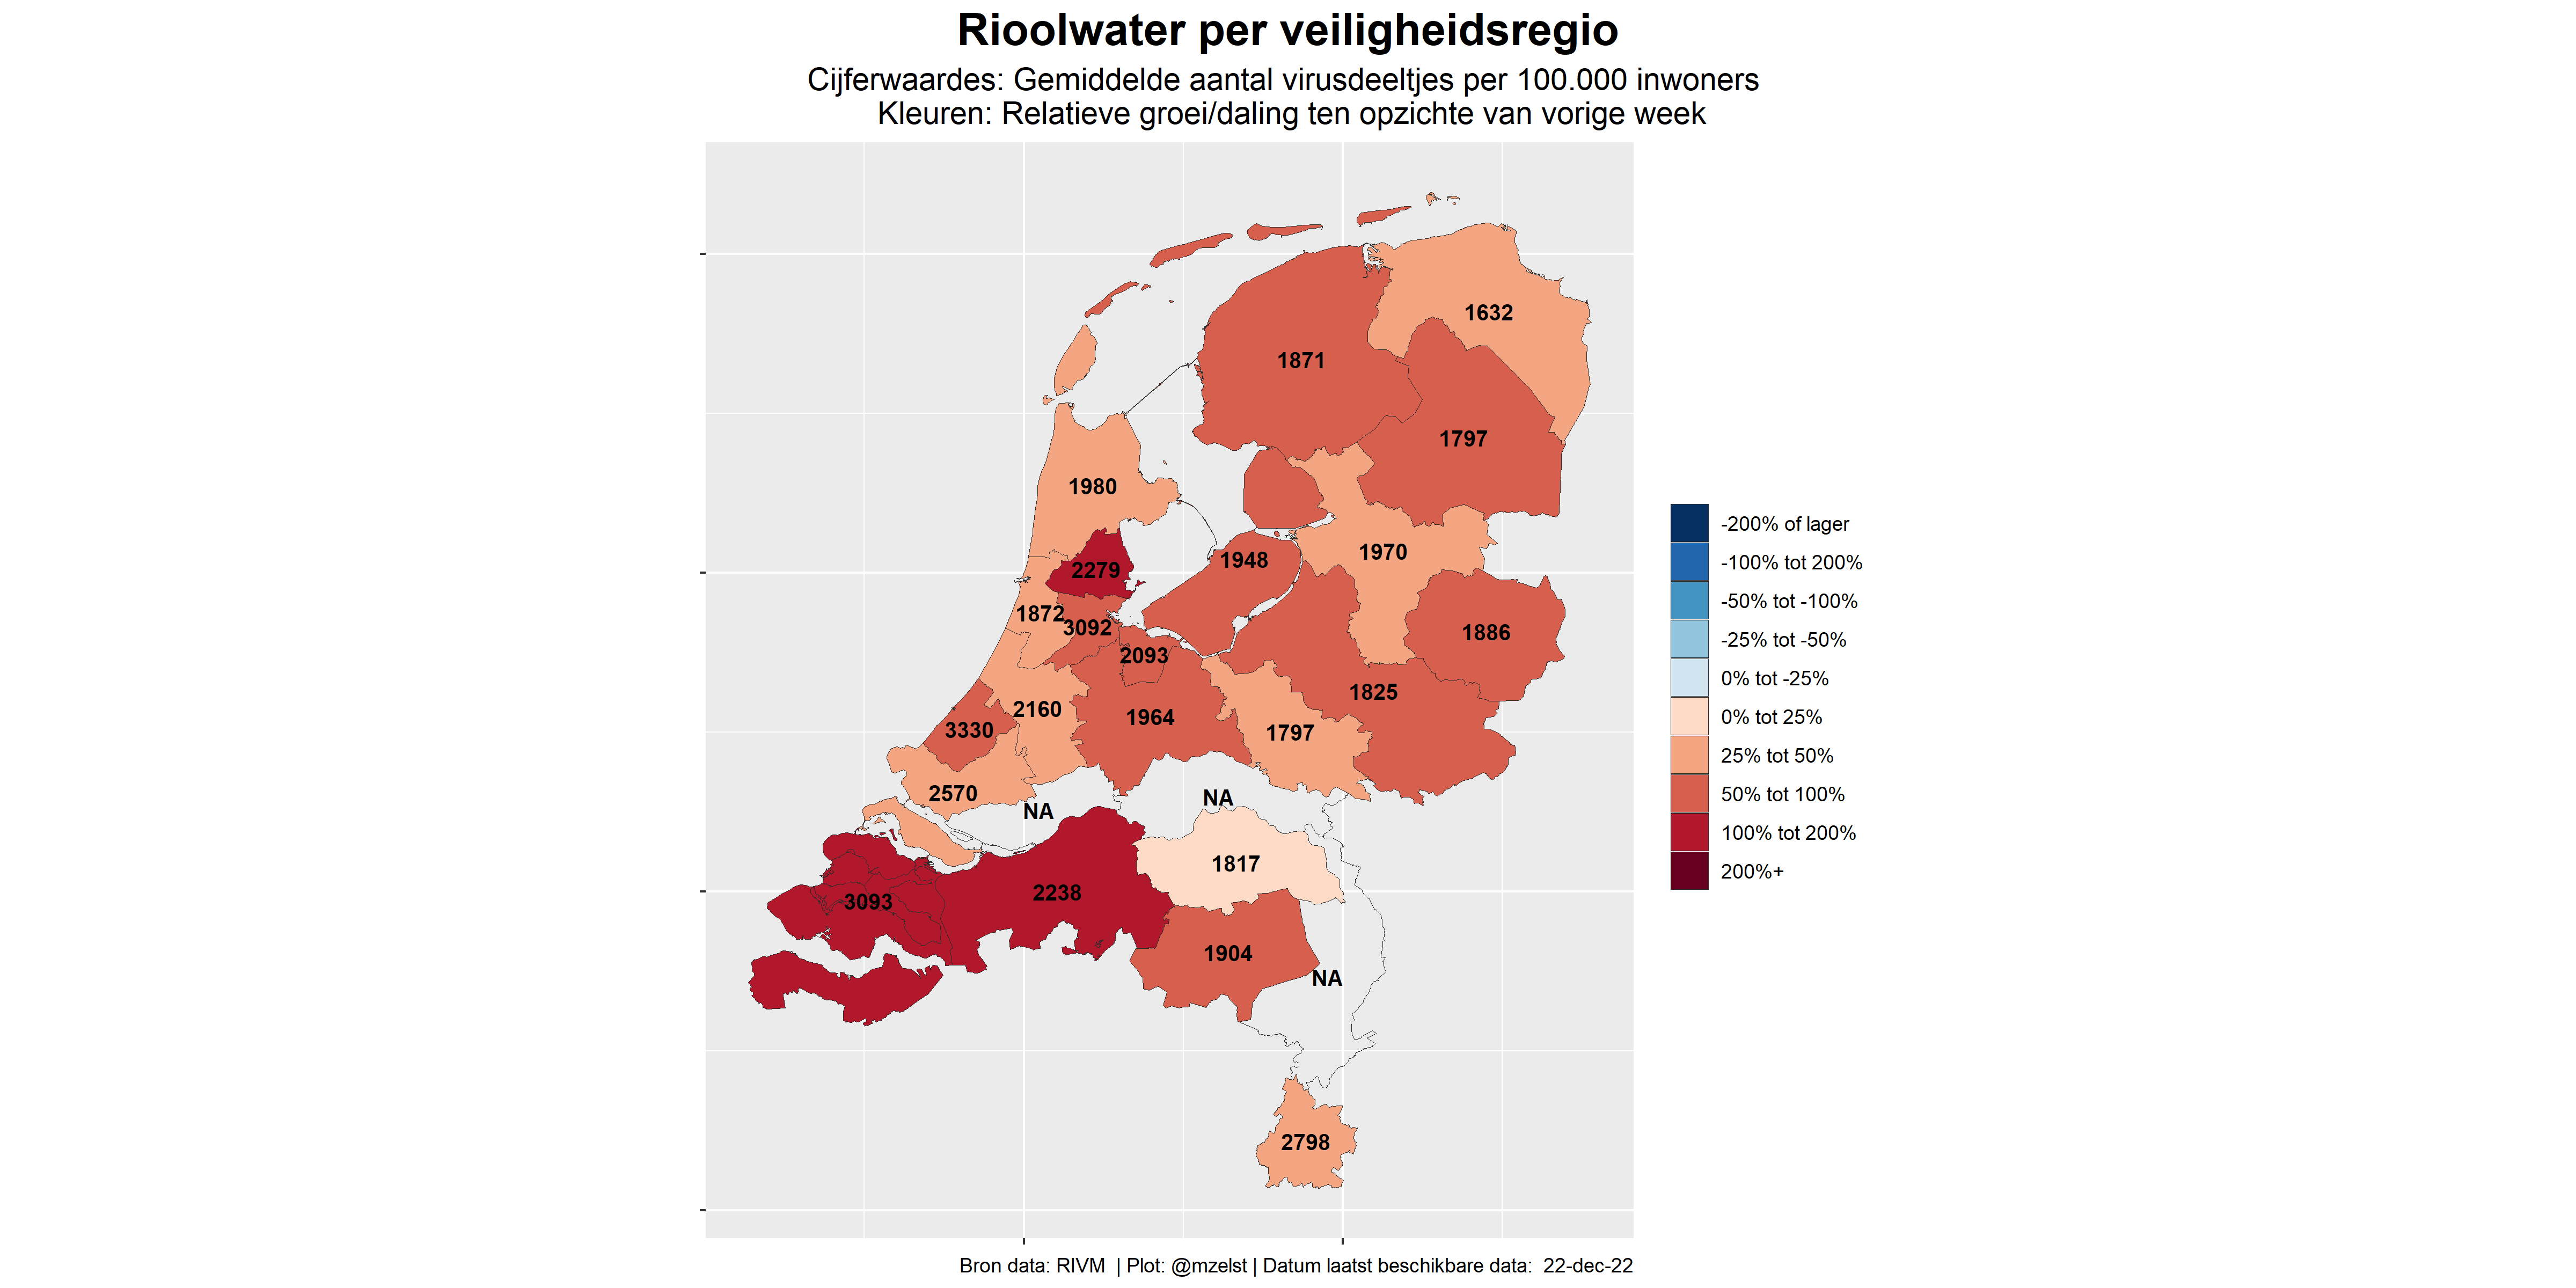 Rioolwater per veiligheidsregio
Cijferwaardes: Gemiddelde aantal virusdeeltjes per 100.000 inwoners
Kleuren: Relatieve groei/daling ten opzichte van vorige week
1632
1871
1797
1980
1970
1948
2279
1872
3092
1886
2093
1825
2160
1964
3330
1797
2570
NA
NA
1817
2238
3093
1904
NA
2798
-200% of lager
-100% tot 200%
-50% tot -100%
-25% tot -50%
0% tot -25%
0% tot 25%
25% tot 50%
50% tot 100%
100% tot 200%
200%+
Bron data: RIVM | Plot: @mzelst | Datum laatst beschikbare data: 22-dec-22